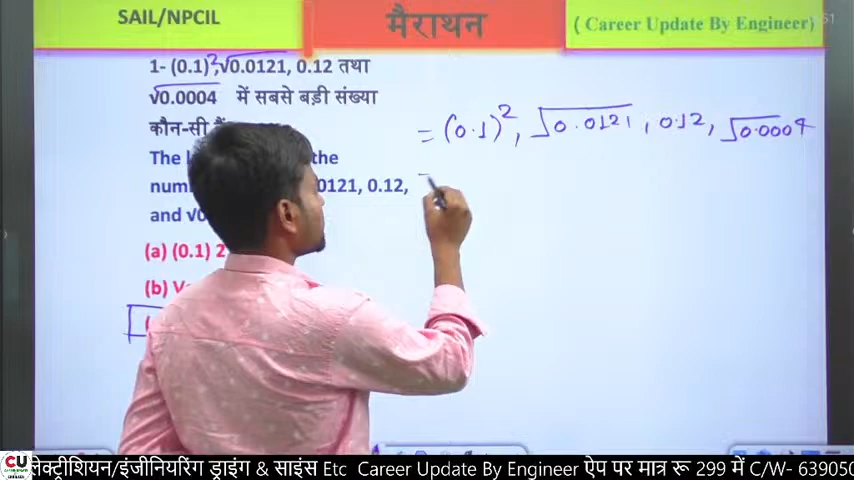 SAIL/NPCIL
मैराथन
( Career Update By Engineer)
1- (0.1)²,√0.0121, 0.12 तथा
√0.0004 में सबसे बड़ी संख्या
कौन-सी
The the
0121, 0.12,
and
(a) (0.1) 2
(b)
= (0.1)², √0.0121, 0.12, √0.0004
=
CU
लेक्ट्रीशियन/इंजीनियरिंग ड्राइंग & साइंस Etc Career Update By Engineer ऐप पर मात्र रू 299 में C/W- 639050